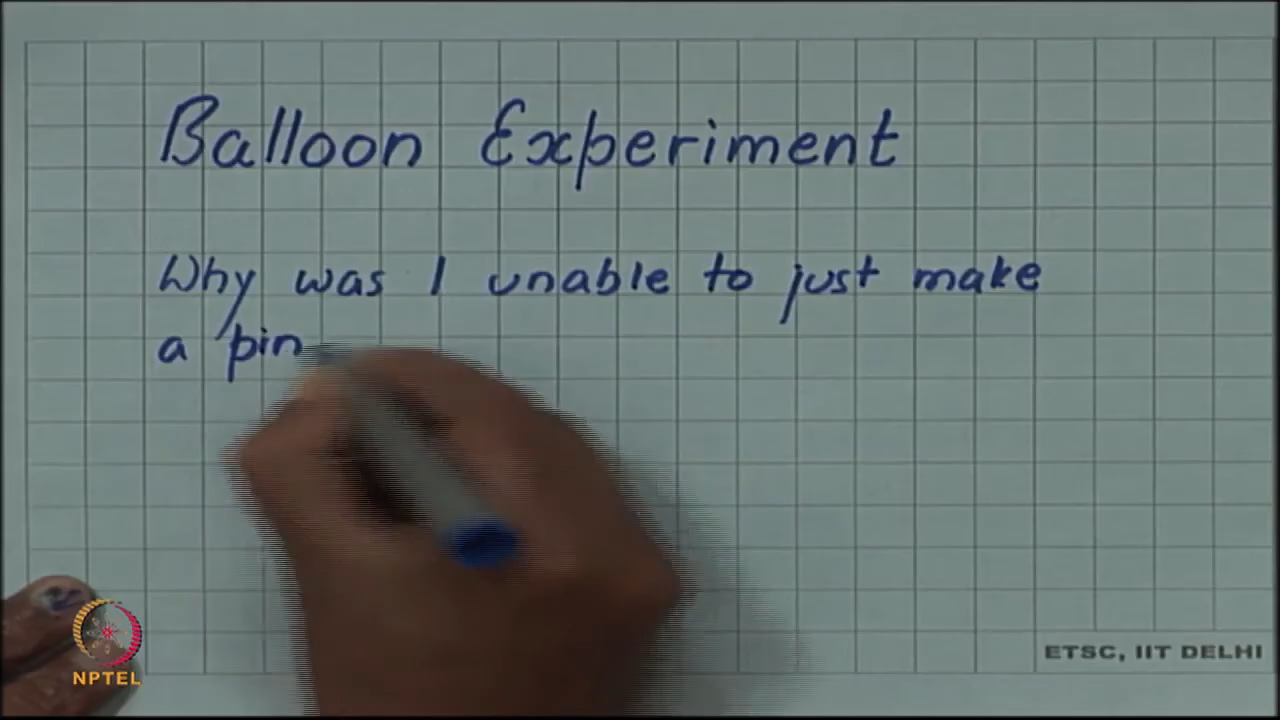 Balloon Experiment
Why was I unable to just make
a pin
NPTEL
ETSC, IIT DELHI